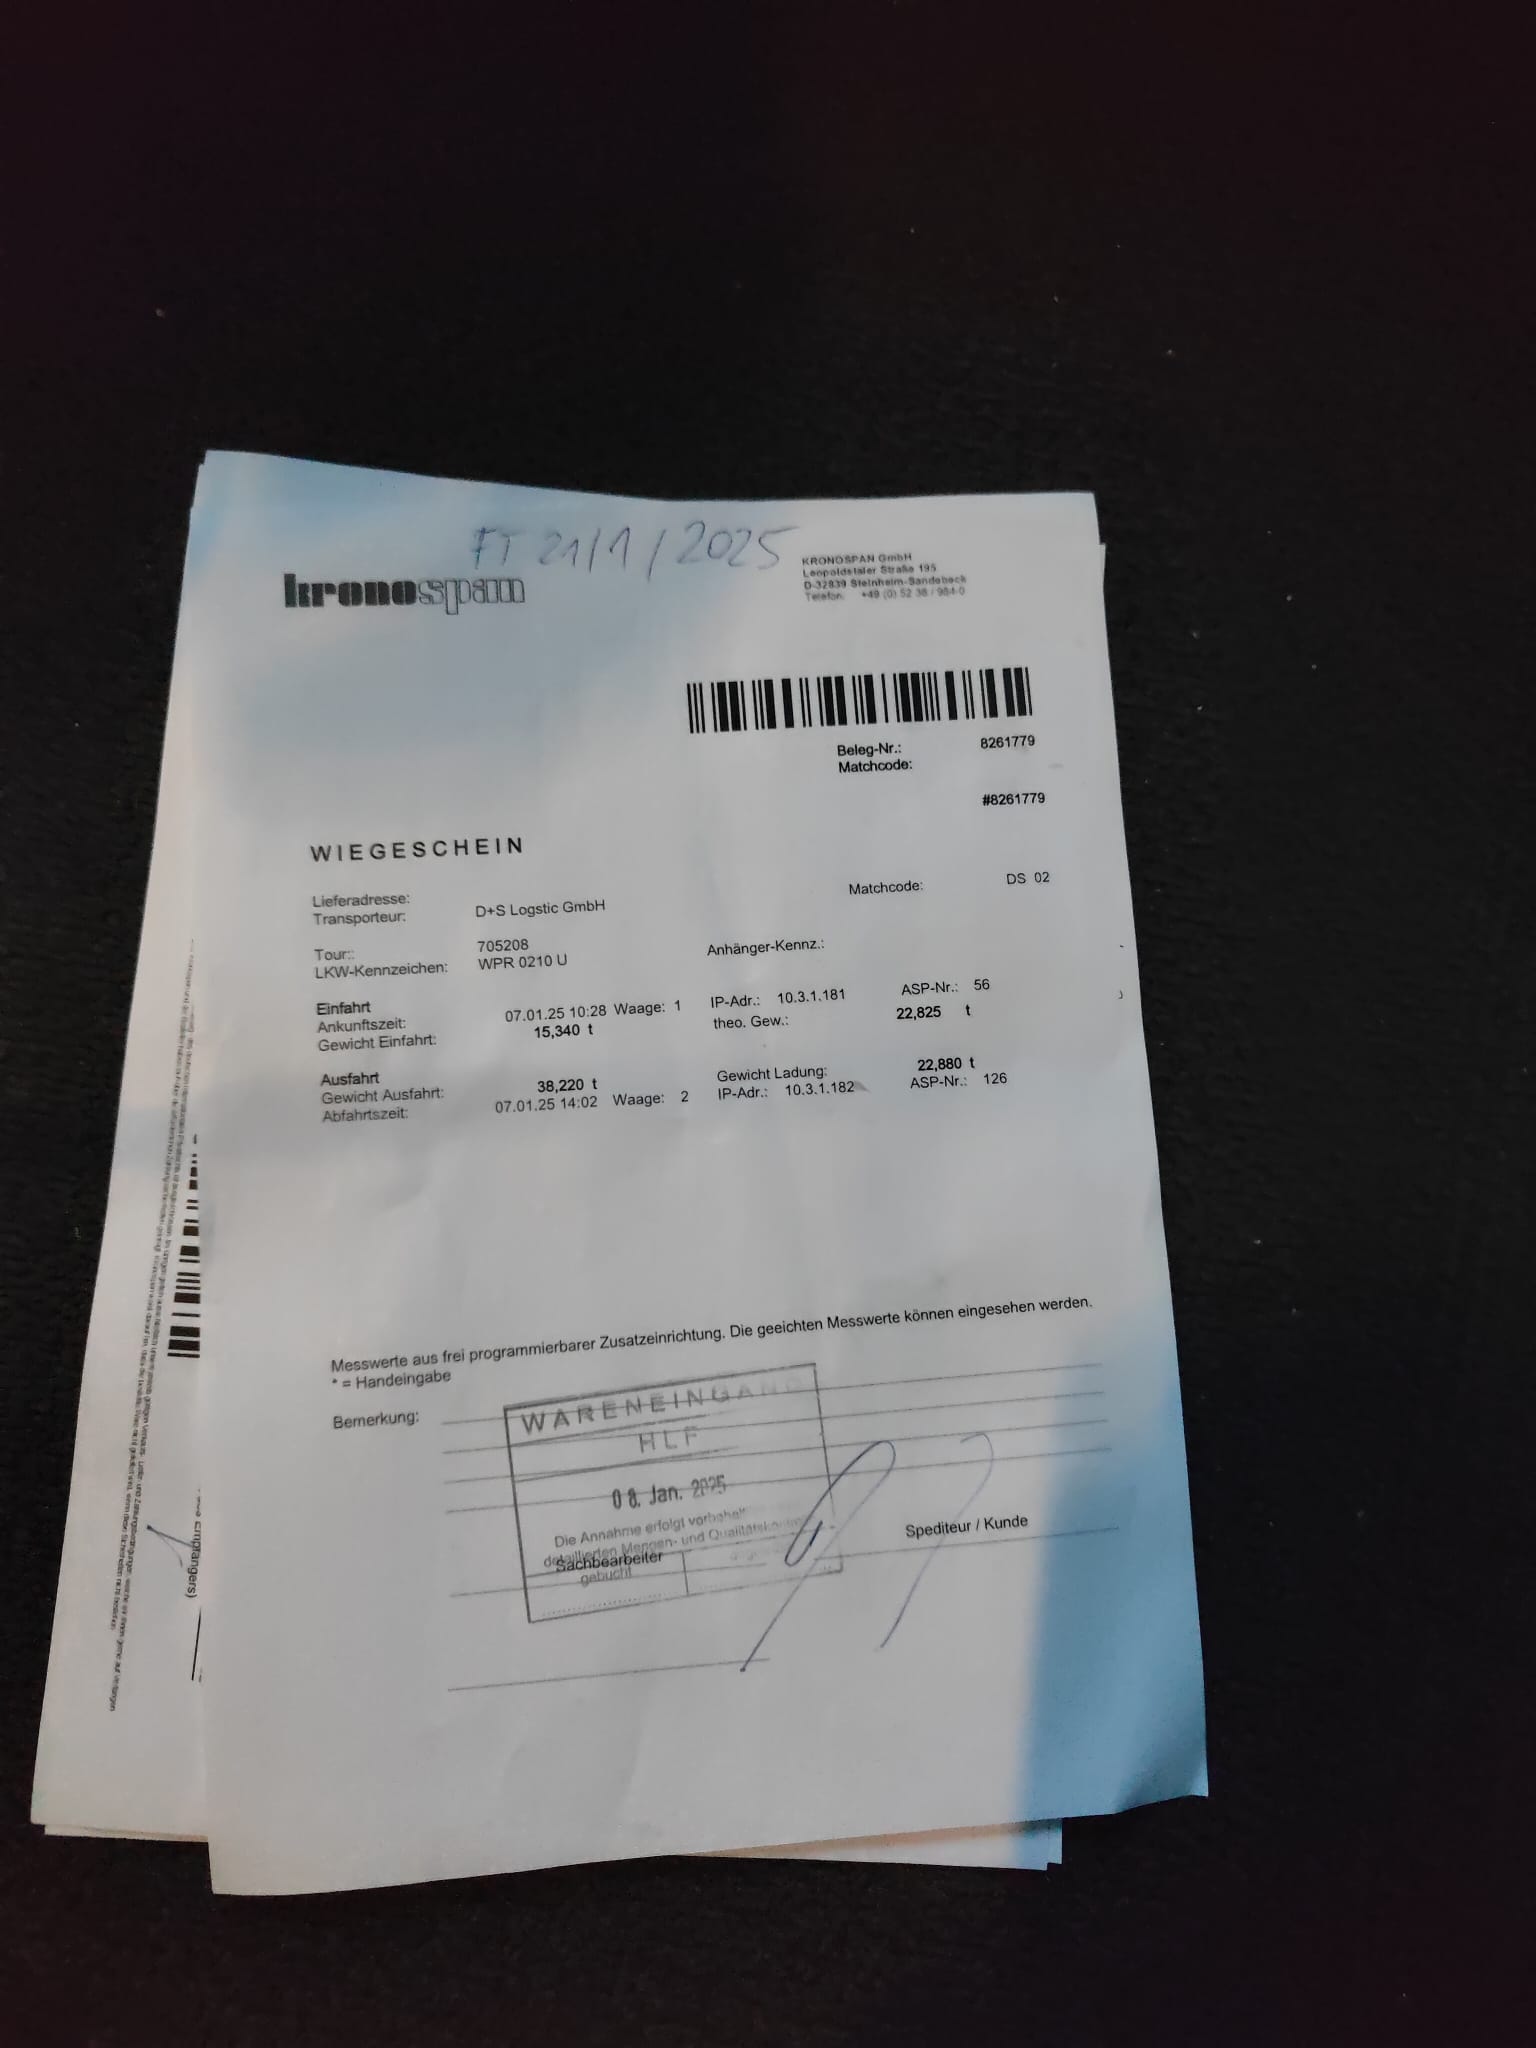 FT 21/1/2025
kronospan
KRONOSPAN GmbH
Leopoldstaler Straße 195
D-32839 Steinheim-Sandebeck
Telefon: +49 (0) 52 38 / 984-0
Beleg-Nr.: 8261779
Matchcode:
#8261779
WIEGESCHEIN
Lieferadresse:
Transporteur: D+S Logstic GmbH Matchcode: DS 02
Tour:: 705208
LKW-Kennzeichen: WPR 0210 U Anhänger-Kennz.:
Einfahrt
Ankunftszeit: 07.01.25 10:28 Waage: 1 IP-Adr.: 10.3.1.181 ASP-Nr.: 56
Gewicht Einfahrt: 15,340 t theo. Gew.: 22,825 t
Ausfahrt
Gewicht Ausfahrt: 38,220 t Gewicht Ladung: 22,880 t
Abfahrtszeit: 07.01.25 14:02 Waage: 2 IP-Adr.: 10.3.1.182 ASP-Nr.: 126
Messwerte aus frei programmierbarer Zusatzeinrichtung. Die geeichten Messwerte können eingesehen werden.
* = Handeingabe
Bemerkung:
WARENEINGANG
HLF
08. Jan. 2025
Die Annahme erfolgt
detaillierten Mengen- und
Sachbearbeiter Spediteur / Kunde
gebucht
Empfängers)